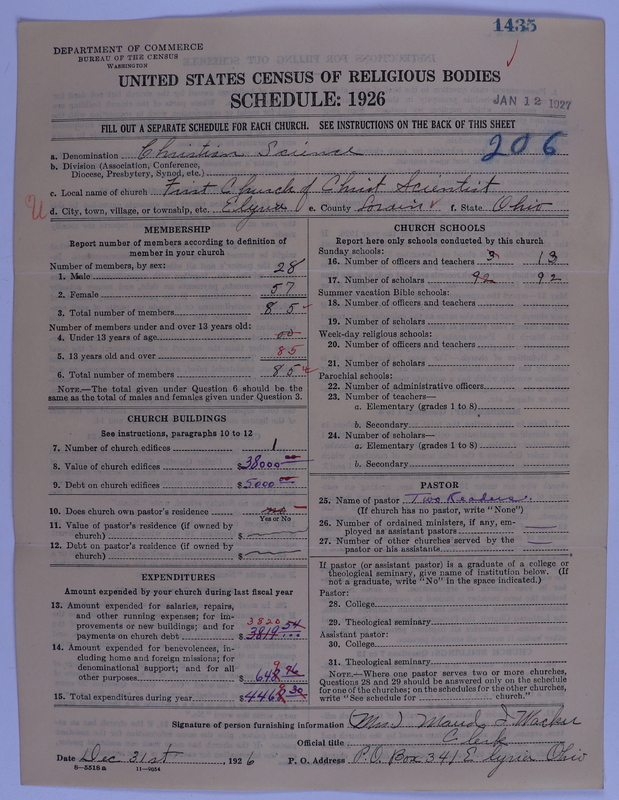 1435
DEPARTMENT OF COMMERCE
BUREAU OF THE CENSUS
WASHINGTON
UNITED STATES CENSUS OF RELIGIOUS BODIES
SCHEDULE: 1926
JAN 12 1927
FILL OUT A SEPARATE SCHEDULE FOR EACH CHURCH. SEE INSTRUCTIONS ON THE BACK OF THIS SHEET
206
a. Denomination Christian Science
b. Division (Association, Conference,
Diocese, Presbytery, Synod, etc.)
c. Local name of church First Church of Christ Scientist
d. City, town, village, or township, etc. Elyria e. County Lorain f. State Ohio
MEMBERSHIP
Report number of members according to definition of
member in your church
Number of members, by sex:
1. Male 28
2. Female 57
3. Total number of members 85
Number of members under and over 13 years old:
4. Under 13 years of age 00
5. 13 years old and over 85
6. Total number of members 85
NOTE.—The total given under Question 6 should be the
same as the total of males and females given under Question 3.
CHURCH BUILDINGS
See instructions, paragraphs 10 to 12
7. Number of church edifices 1
8. Value of church edifices $38000 00
9. Debt on church edifices $5000 00
10. Does church own pastor's residence no
Yes or No
11. Value of pastor's residence (if owned by
church) $
12. Debt on pastor's residence (if owned by
church) $
EXPENDITURES
Amount expended by your church during last fiscal year
13. Amount expended for salaries, repairs,
and other running expenses; for im-
provements or new buildings; and for 3820
payments on church debt $3819 54
14. Amount expended for benevolences, in-
cluding home and foreign missions; for
denominational support; and for all 9
other purposes 648 96
15. Total expenditures during year $4468 30
CHURCH SCHOOLS
Report here only schools conducted by this church
Sunday schools:
16. Number of officers and teachers 3 13
17. Number of scholars 92 92
Summer vacation Bible schools:
18. Number of officers and teachers
19. Number of scholars
Week-day religious schools:
20. Number of officers and teachers
21. Number of scholars
Parochial schools:
22. Number of administrative officers
23. Number of teachers—
a. Elementary (grades 1 to 8)
b. Secondary
24. Number of scholars—
a. Elementary (grades 1 to 8)
b. Secondary
PASTOR
25. Name of pastor Two Readers.
(If church has no pastor, write "None")
26. Number of ordained ministers, if any, em-
ployed as assistant pastors
27. Number of other churches served by the
pastor or his assistants
If pastor (or assistant pastor) is a graduate of a college or
theological seminary, give name of institution below. (If
not a graduate, write "No" in the space indicated.)
Pastor:
28. College
29. Theological seminary
Assistant pastor:
30. College
31. Theological seminary
NOTE.—Where one pastor serves two or more churches,
Questions 28 and 29 should be answered only on the schedule
for one of the churches; on the schedules for the other churches,
write "See schedule for church."
Signature of person furnishing information (Mrs.) Maud I. Wacker
Official title Clerk
Date Dec 31st, 1926 P. O. Address P.O. Box 341 Elyria Ohio
8—5518a 11—9054